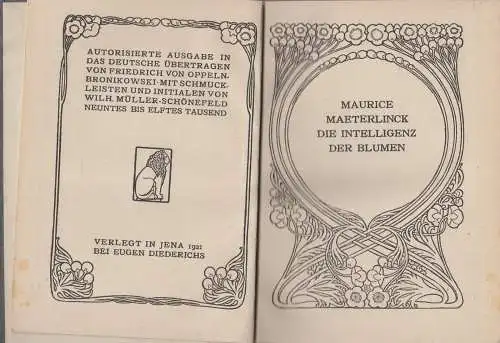 AUTORISIERTE AUSGABE IN
DAS DEUTSCHE ÜBERTRAGEN
VON FRIEDRICH VON OPPELN-
BRONIKOWSKI · MIT SCHMUCK-
LEISTEN UND INITIALEN VON
WILH. MÜLLER-SCHÖNEFELD
NEUNTES BIS ELFTES TAUSEND
VERLEGT IN JENA 1921
BEI EUGEN DIEDERICHS
MAURICE
MAETERLINCK
DIE INTELLIGENZ
DER BLUMEN